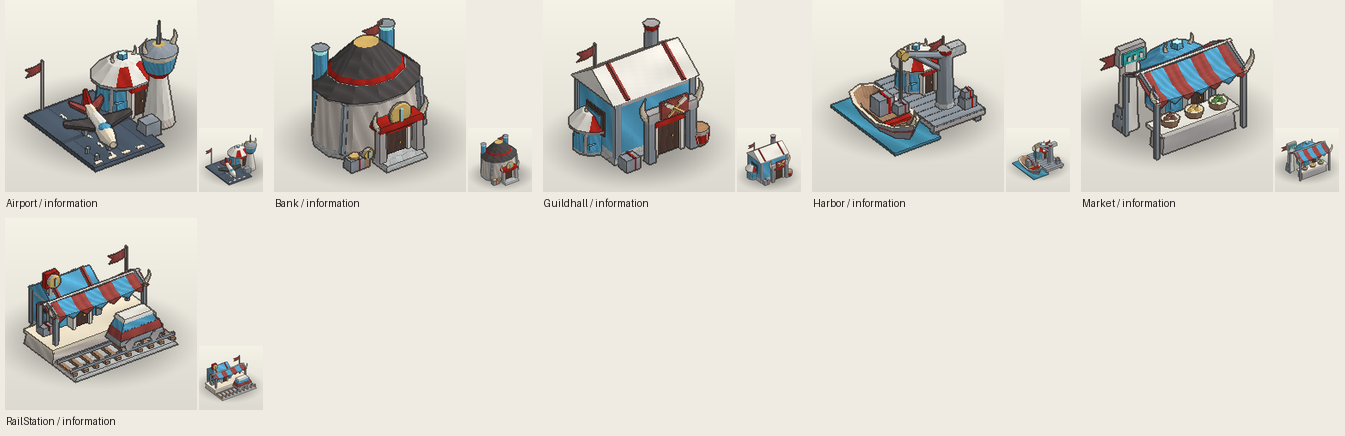 Airport / information
Bank / information
Guildhall / information
Harbor / information
Market / information
RailStation / information